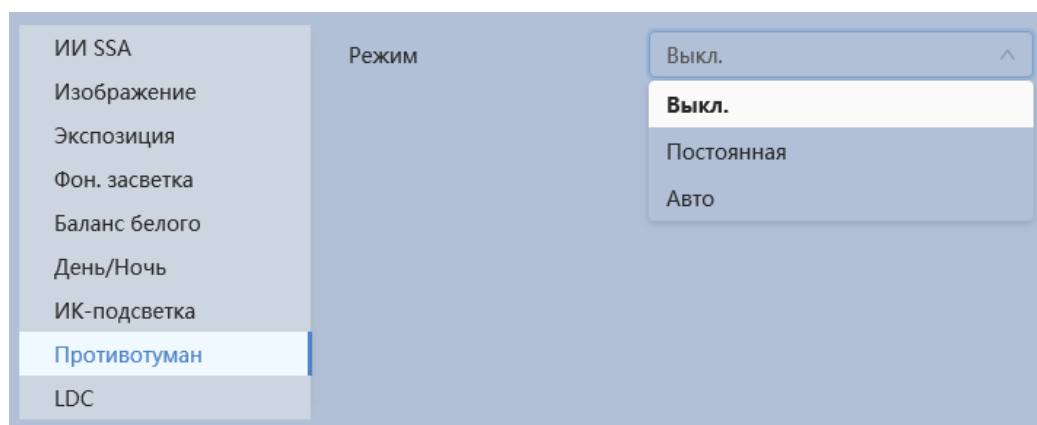 ИИ SSA
Изображение
Экспозиция
Фон. засветка
Баланс белого
День/Ночь
ИК-подсветка
Противотуман
LDC
Режим
Выкл.
Выкл.
Постоянная
Авто